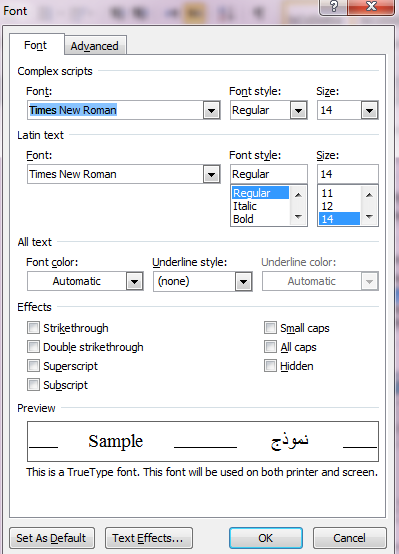 Font
Font Advanced
Complex scripts
Font: Font style: Size:
Times New Roman Regular 14
Latin text
Font: Font style: Size:
Times New Roman Regular 14
Regular 11
Italic 12
Bold 14
All text
Font color: Underline style: Underline color:
Automatic (none) Automatic
Effects
Strikethrough Small caps
Double strikethrough All caps
Superscript Hidden
Subscript
Preview
Sample نموذج
This is a TrueType font. This font will be used on both printer and screen.
Set As Default Text Effects... OK Cancel